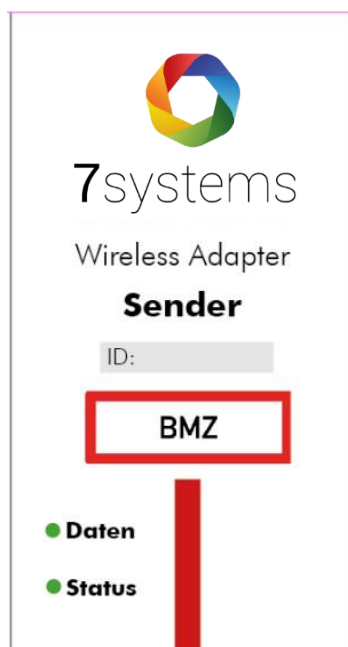 7systems
Wireless Adapter
Sender
ID:
BMZ
Daten
Status